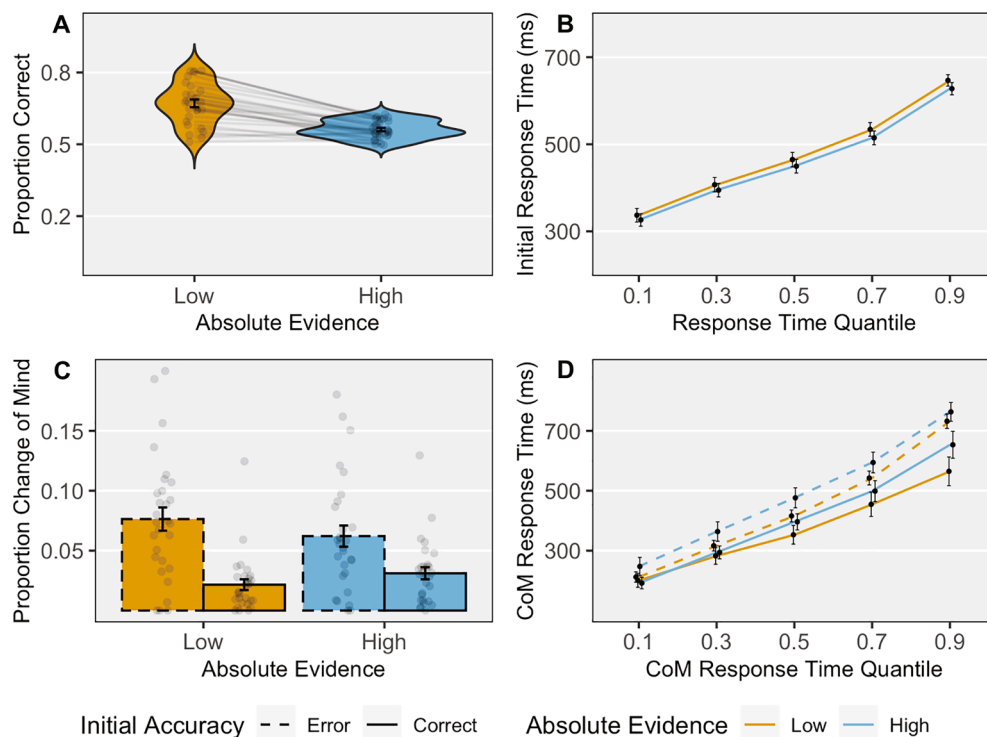 A
Proportion Correct
0.8
0.5
0.2
Low
High
Absolute Evidence
B
Initial Response Time (ms)
700
500
300
0.1
0.3
0.5
0.7
0.9
Response Time Quantile
C
Proportion Change of Mind
0.15
0.10
0.05
Low
High
Absolute Evidence
D
CoM Response Time (ms)
700
500
300
0.1
0.3
0.5
0.7
0.9
CoM Response Time Quantile
Initial Accuracy
Error
Correct
Absolute Evidence
Low
High